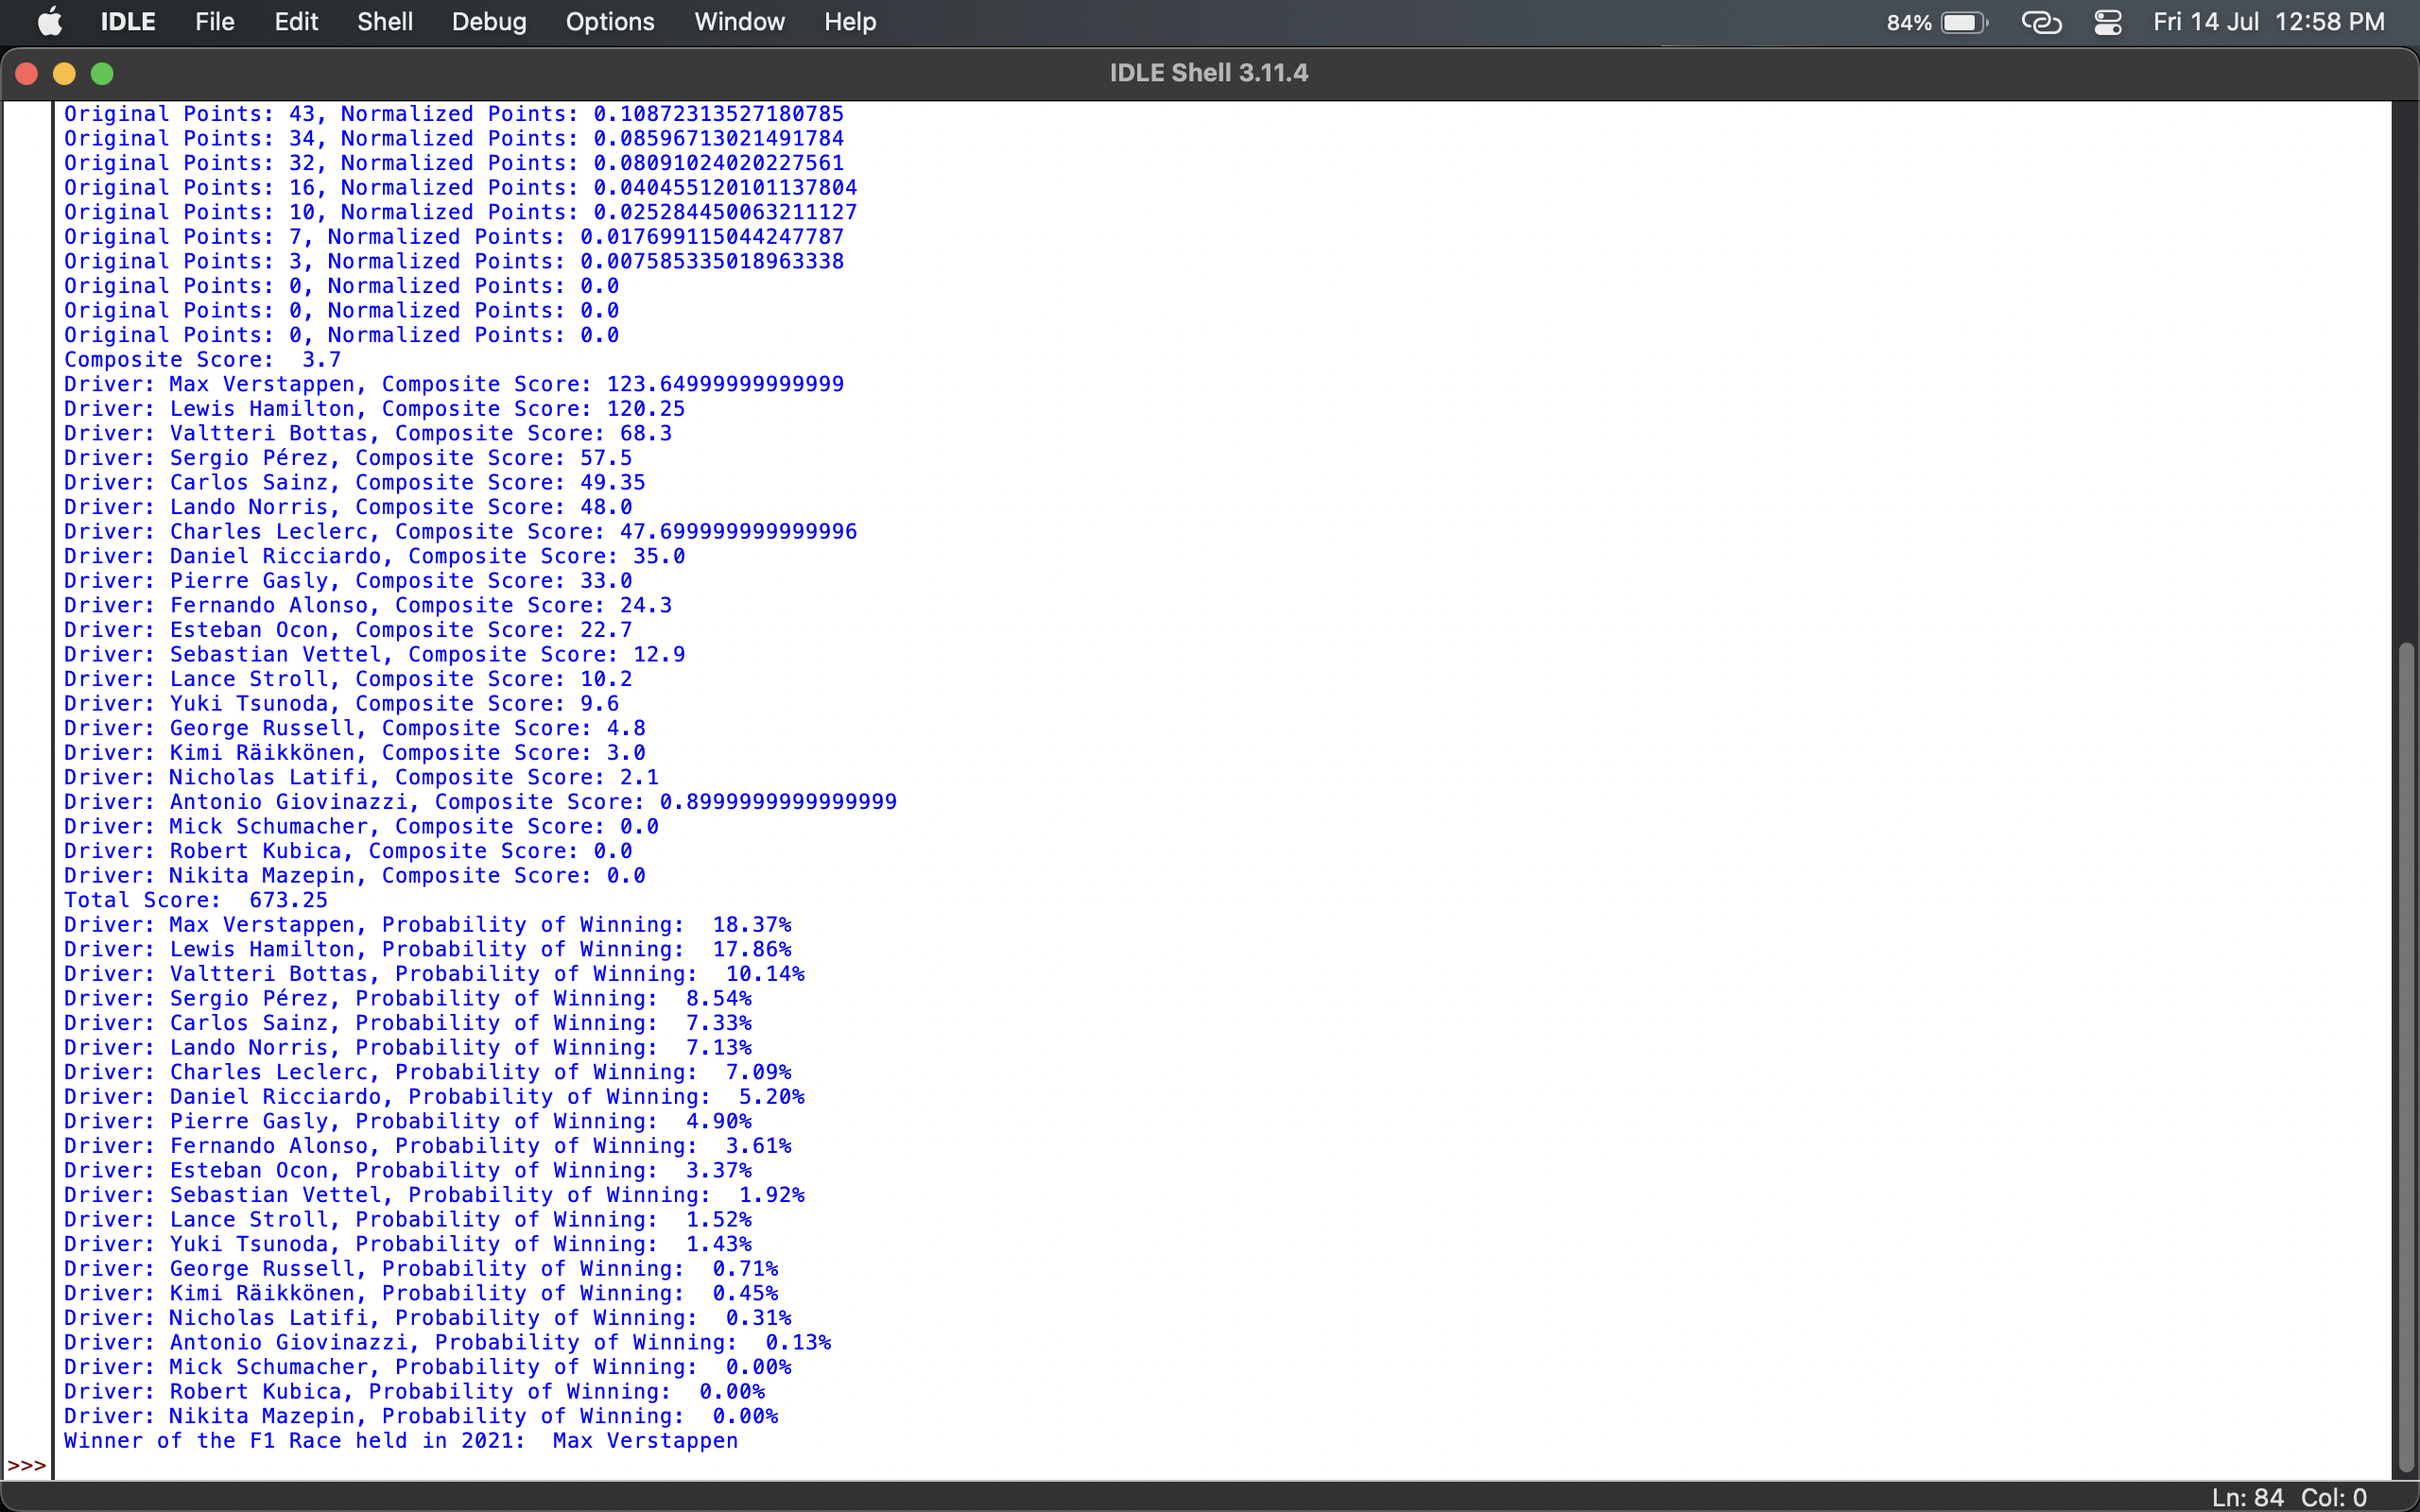 IDLE File Edit Shell Debug Options Window Help 84% Fri 14 Jul 12:58 PM
IDLE Shell 3.11.4
Original Points: 43, Normalized Points: 0.10872313527180785
Original Points: 34, Normalized Points: 0.08596713021491784
Original Points: 32, Normalized Points: 0.08091024020227561
Original Points: 16, Normalized Points: 0.040455120101137804
Original Points: 10, Normalized Points: 0.025284450063211127
Original Points: 7, Normalized Points: 0.017699115044247787
Original Points: 3, Normalized Points: 0.007585335018963338
Original Points: 0, Normalized Points: 0.0
Original Points: 0, Normalized Points: 0.0
Original Points: 0, Normalized Points: 0.0
Composite Score:  3.7
Driver: Max Verstappen, Composite Score: 123.64999999999999
Driver: Lewis Hamilton, Composite Score: 120.25
Driver: Valtteri Bottas, Composite Score: 68.3
Driver: Sergio Pérez, Composite Score: 57.5
Driver: Carlos Sainz, Composite Score: 49.35
Driver: Lando Norris, Composite Score: 48.0
Driver: Charles Leclerc, Composite Score: 47.699999999999996
Driver: Daniel Ricciardo, Composite Score: 35.0
Driver: Pierre Gasly, Composite Score: 33.0
Driver: Fernando Alonso, Composite Score: 24.3
Driver: Esteban Ocon, Composite Score: 22.7
Driver: Sebastian Vettel, Composite Score: 12.9
Driver: Lance Stroll, Composite Score: 10.2
Driver: Yuki Tsunoda, Composite Score: 9.6
Driver: George Russell, Composite Score: 4.8
Driver: Kimi Räikkönen, Composite Score: 3.0
Driver: Nicholas Latifi, Composite Score: 2.1
Driver: Antonio Giovinazzi, Composite Score: 0.8999999999999999
Driver: Mick Schumacher, Composite Score: 0.0
Driver: Robert Kubica, Composite Score: 0.0
Driver: Nikita Mazepin, Composite Score: 0.0
Total Score:  673.25
Driver: Max Verstappen, Probability of Winning:  18.37%
Driver: Lewis Hamilton, Probability of Winning:  17.86%
Driver: Valtteri Bottas, Probability of Winning:  10.14%
Driver: Sergio Pérez, Probability of Winning:  8.54%
Driver: Carlos Sainz, Probability of Winning:  7.33%
Driver: Lando Norris, Probability of Winning:  7.13%
Driver: Charles Leclerc, Probability of Winning:  7.09%
Driver: Daniel Ricciardo, Probability of Winning:  5.20%
Driver: Pierre Gasly, Probability of Winning:  4.90%
Driver: Fernando Alonso, Probability of Winning:  3.61%
Driver: Esteban Ocon, Probability of Winning:  3.37%
Driver: Sebastian Vettel, Probability of Winning:  1.92%
Driver: Lance Stroll, Probability of Winning:  1.52%
Driver: Yuki Tsunoda, Probability of Winning:  1.43%
Driver: George Russell, Probability of Winning:  0.71%
Driver: Kimi Räikkönen, Probability of Winning:  0.45%
Driver: Nicholas Latifi, Probability of Winning:  0.31%
Driver: Antonio Giovinazzi, Probability of Winning:  0.13%
Driver: Mick Schumacher, Probability of Winning:  0.00%
Driver: Robert Kubica, Probability of Winning:  0.00%
Driver: Nikita Mazepin, Probability of Winning:  0.00%
Winner of the F1 Race held in 2021:  Max Verstappen
>>>
Ln: 84 Col: 0